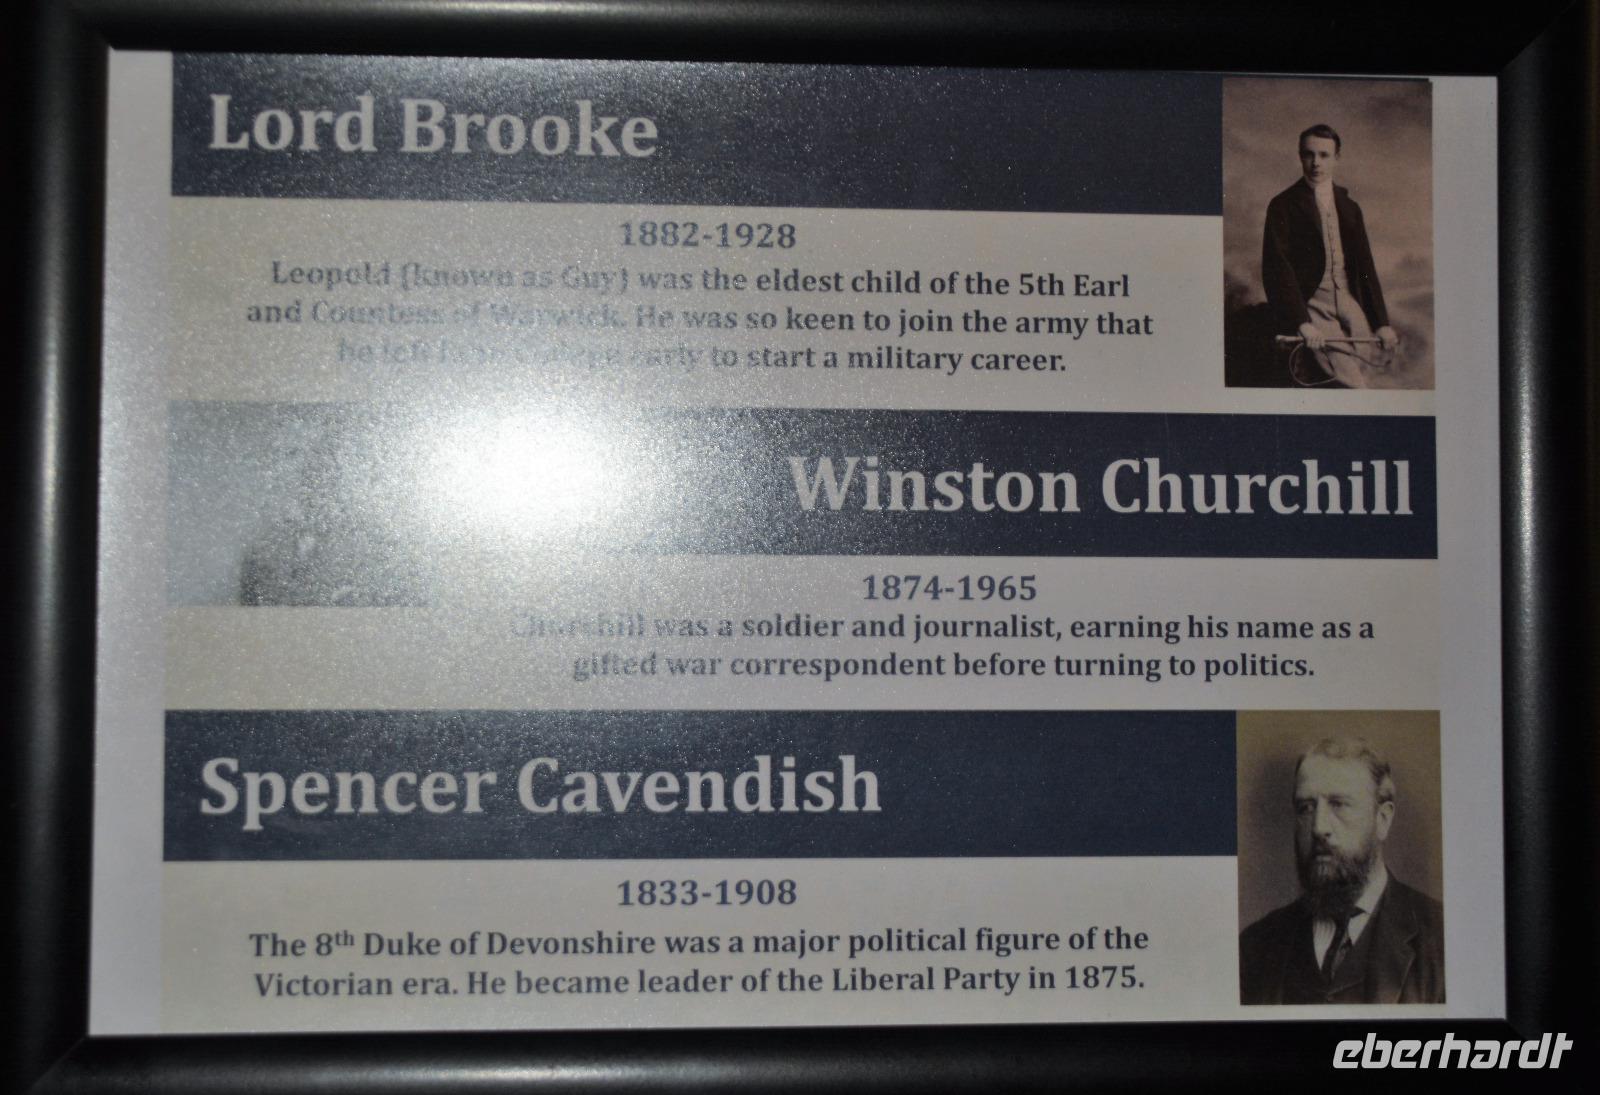 Lord Brooke
1882-1928
Leopold (known as Guy) was the eldest child of the 5th Earl
and Countess of Warwick. He was so keen to join the army that
he left College early to start a military career.
Winston Churchill
1874-1965
Churchill was a soldier and journalist, earning his name as a
gifted war correspondent before turning to politics.
Spencer Cavendish
1833-1908
The 8th Duke of Devonshire was a major political figure of the
Victorian era. He became leader of the Liberal Party in 1875.
eberhardt